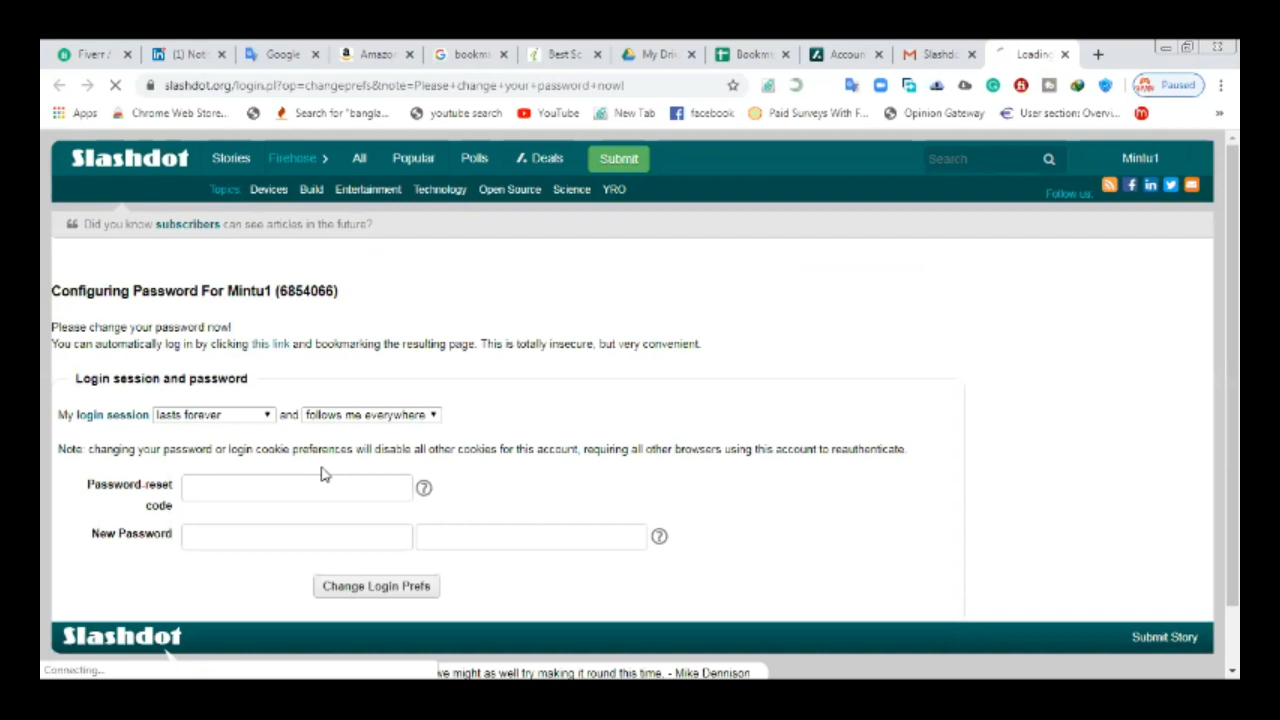 Fiverr / (1) Not Google Amazo bookm Best Sc My Dri Bookm Accoun Slashd Loading
slashdot.org/login.pl?op=changeprefs&note=Please+change+your+password+now! Paused
Apps Chrome Web Store... Search for "bangla... youtube search YouTube New Tab facebook Paid Surveys With F... Opinion Gateway User section: Overvi... »
Slashdot Stories Firehose > All Popular Polls Deals Submit Search Mintu1
Topics: Devices Build Entertainment Technology Open Source Science YRO Follow us:
Did you know subscribers can see articles in the future?
Configuring Password For Mintu1 (6854066)
Please change your password now!
You can automatically log in by clicking this link and bookmarking the resulting page. This is totally insecure, but very convenient.
Login session and password
My login session lasts forever and follows me everywhere
Note: changing your password or login cookie preferences will disable all other cookies for this account, requiring all other browsers using this account to reauthenticate.
Password-reset
code
New Password
Change Login Prefs
Slashdot Submit Story
Connecting... we might as well try making it round this time. - Mike Dennison